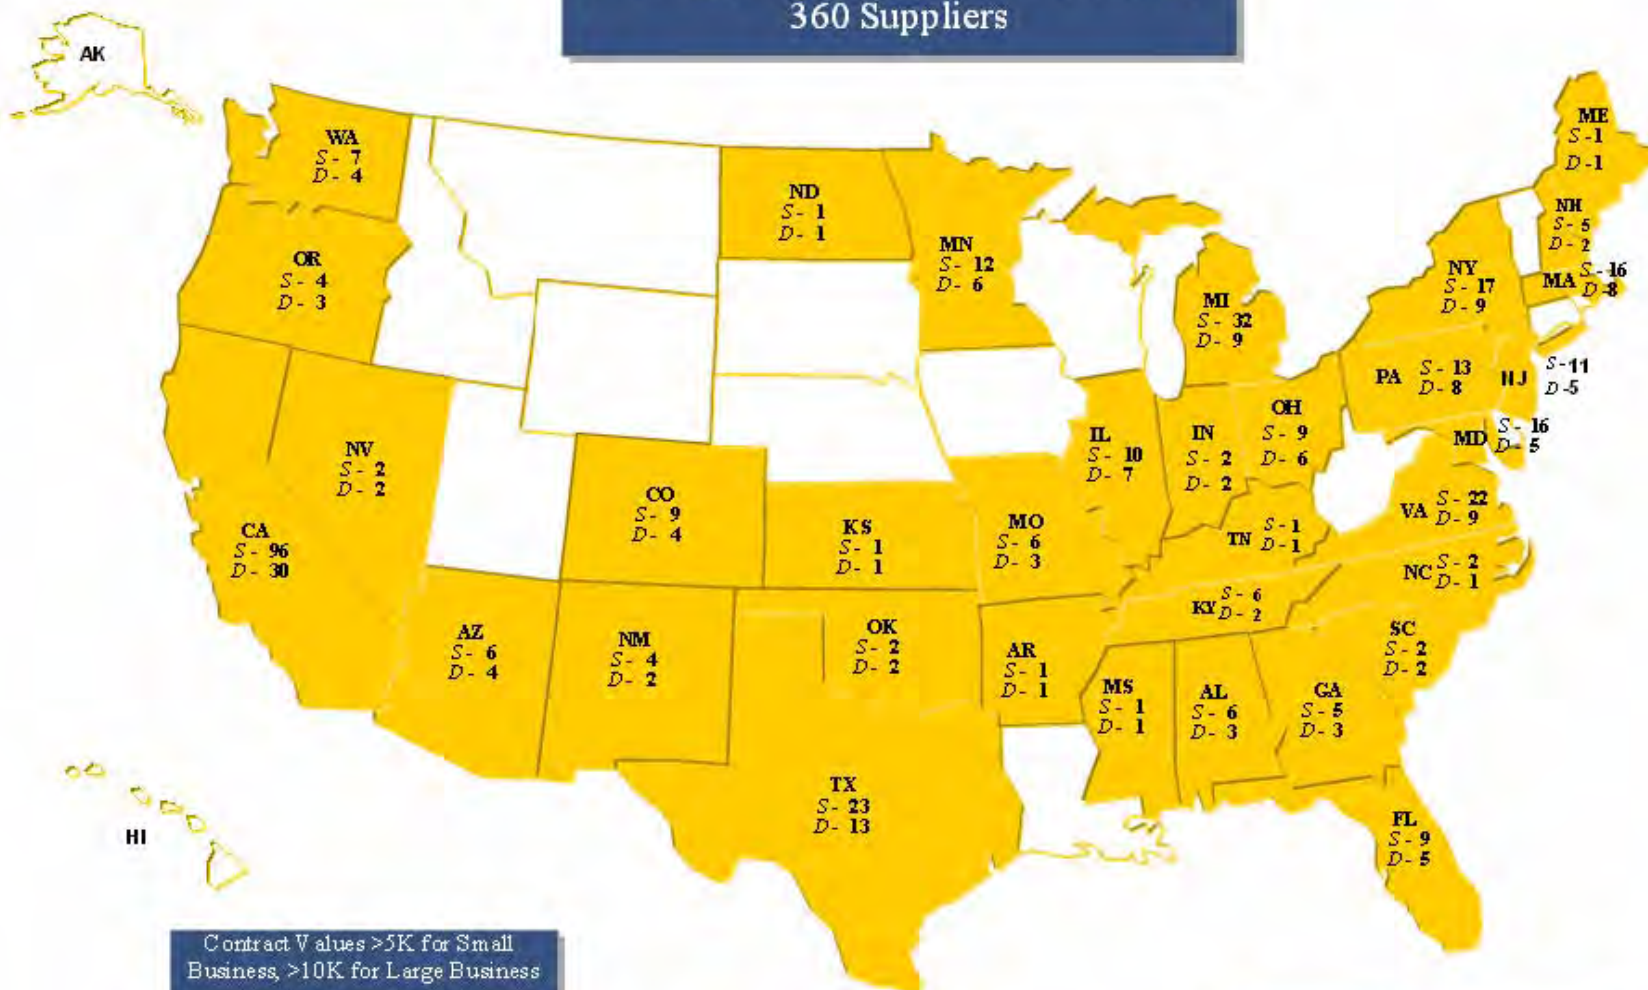 360 Suppliers
AK
WA
S- 7
D- 4
OR
S- 4
D- 3
ND
S- 1
D- 1
MN
S- 12
D- 6
MI
S- 32
D- 9
ME
S-1
D-1
NH
S- 5
D- 2
MA S-16
D-8
NY
S- 17
D- 9
PA S- 13
D- 8
NJ S-11
D-5
MD S- 16
D- 5
OH
S- 9
D- 6
IN
S- 2
D- 2
IL
S- 10
D- 7
NV
S- 2
D- 2
CA
S- 96
D- 30
CO
S- 9
D- 4
KS
S- 1
D- 1
MO
S- 6
D- 3
TN S- 1
D- 1
VA S- 22
D- 9
NC S- 2
D- 1
KY S- 6
D- 2
SC
S- 2
D- 2
AZ
S- 6
D- 4
NM
S- 4
D- 2
OK
S- 2
D- 2
AR
S- 1
D- 1
MS
S- 1
D- 1
AL
S- 6
D- 3
GA
S- 5
D- 3
TX
S- 23
D- 13
FL
S- 9
D- 5
HI
Contract Values >5K for Small
Business, >10K for Large Business